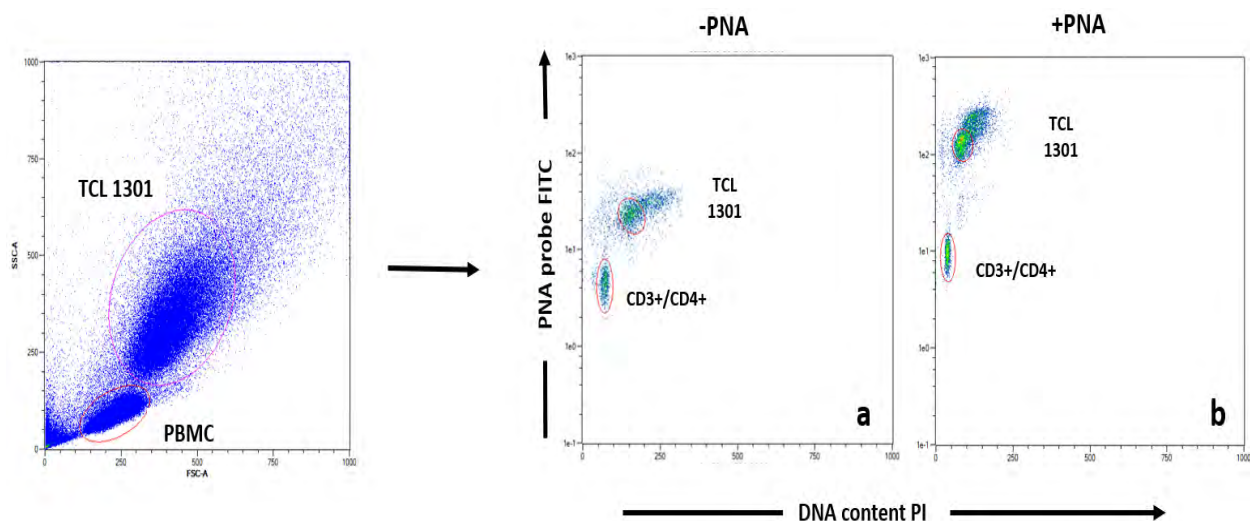 -PNA
+PNA
1000
750
500
250
0
SSC-A
TCL 1301
PBMC
0
250
500
750
1000
FSC-A
PNA probe FITC
1e3
1e2
1e1
1e0
1e-1
TCL
1301
CD3+/CD4+
a
0
250
500
750
1000
1e3
1e2
1e1
1e0
1e-1
TCL
1301
CD3+/CD4+
b
0
250
500
750
1000
DNA content PI